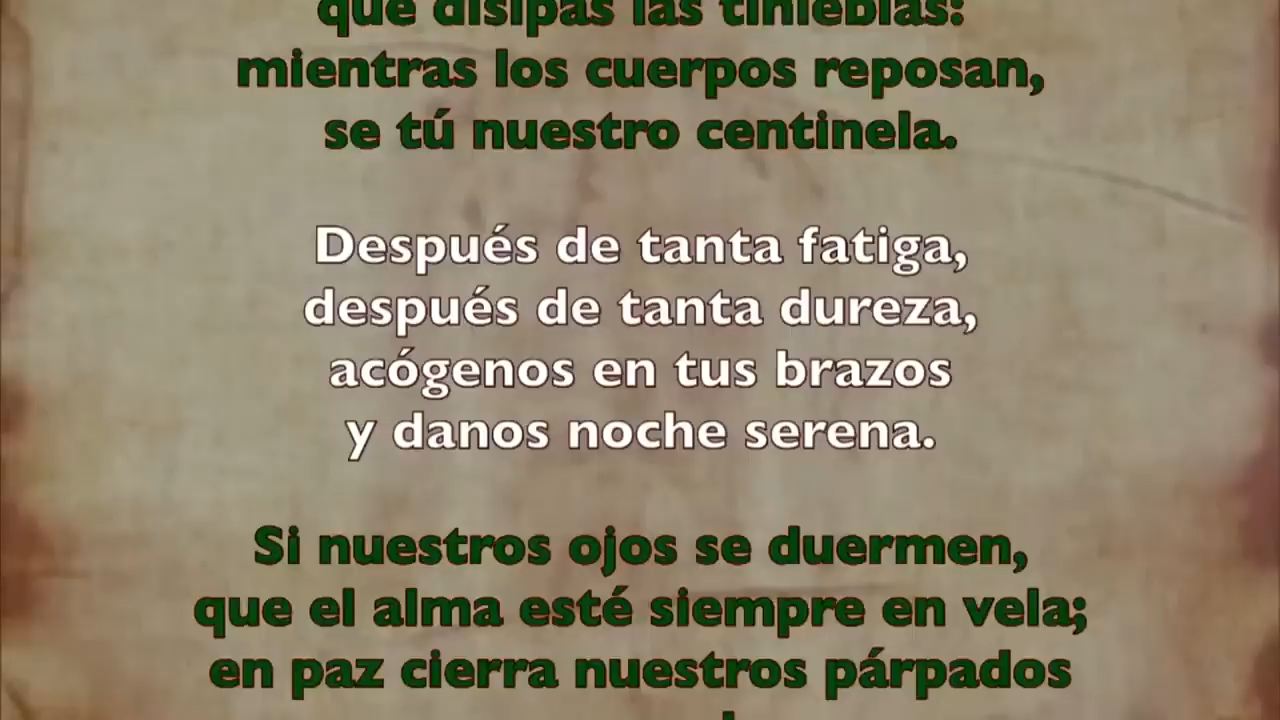 que disipas las tinieblas:
mientras los cuerpos reposan,
se tú nuestro centinela.
Después de tanta fatiga,
después de tanta dureza,
acógenos en tus brazos
y danos noche serena.
Si nuestros ojos se duermen,
que el alma esté siempre en vela;
en paz cierra nuestros párpados